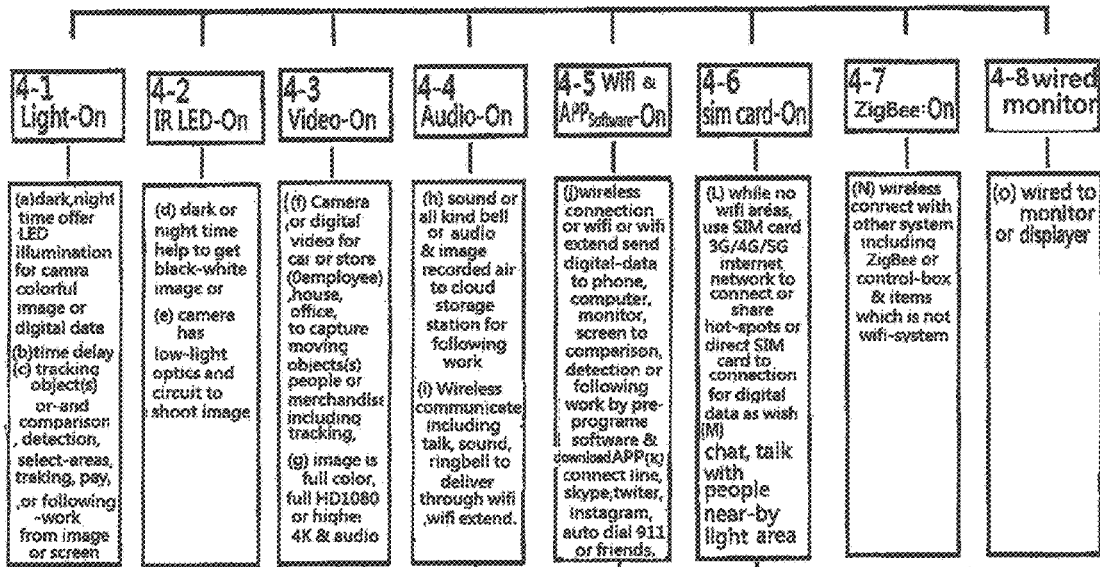 4-1
Light-On
4-2
IR LED-On
4-3
Video-On
4-4
Audio-On
4-5 Wifi &
APP Software-On
4-6
sim card-On
4-7
ZigBee:On
4-8 wired
monitor
(a)dark,night
time offer
LED
illumination
for camra
colorful
image or
digital data
(b)time delay
(c) tracking
object(s)
or-and
comparison
, detection,
select-areas,
traking, pay,
,or following
-work
from image
or screen
(d) dark or
night time
help to get
black-white
image or
(e) camera
has
low-light
optics and
circuit to
shoot image
((f) Camera
,or digital
video for
car or store
(0employee)
,house,
office,
to capture
moving
objects(s)
people or
merchandise
including
tracking,
(g) image is
full color,
full HD1080
or higher
4K & audio
(h) sound or
all kind bell
or audio
& image
recorded air
to cloud
storage
station for
following
work
(i) Wireless
communicate
including
talk, sound,
ringbell to
deliver
through wifi
,wifi extend.
(j)wireless
connection
or wifi or wifi
extend send
digital-data
to phone,
computer,
monitor,
screen to
comparison,
detection or
following
work by pre-
programe
software &
downloadAPP(K)
connect line,
skype,twiter,
instagram,
auto dial 911
or friends.
(L) while no
wifi areas,
use SIM card
3G/4G/5G
internet
network to
connect or
share
hot-spots or
direct SIM
card to
connection
for digital
data as wish
(M)
chat, talk
with
people
near-by
light area
(N) wireless
connect with
other system
including
ZigBee or
control-box
& items
which is not
wifi-system
(o) wired to
monitor
or displayer